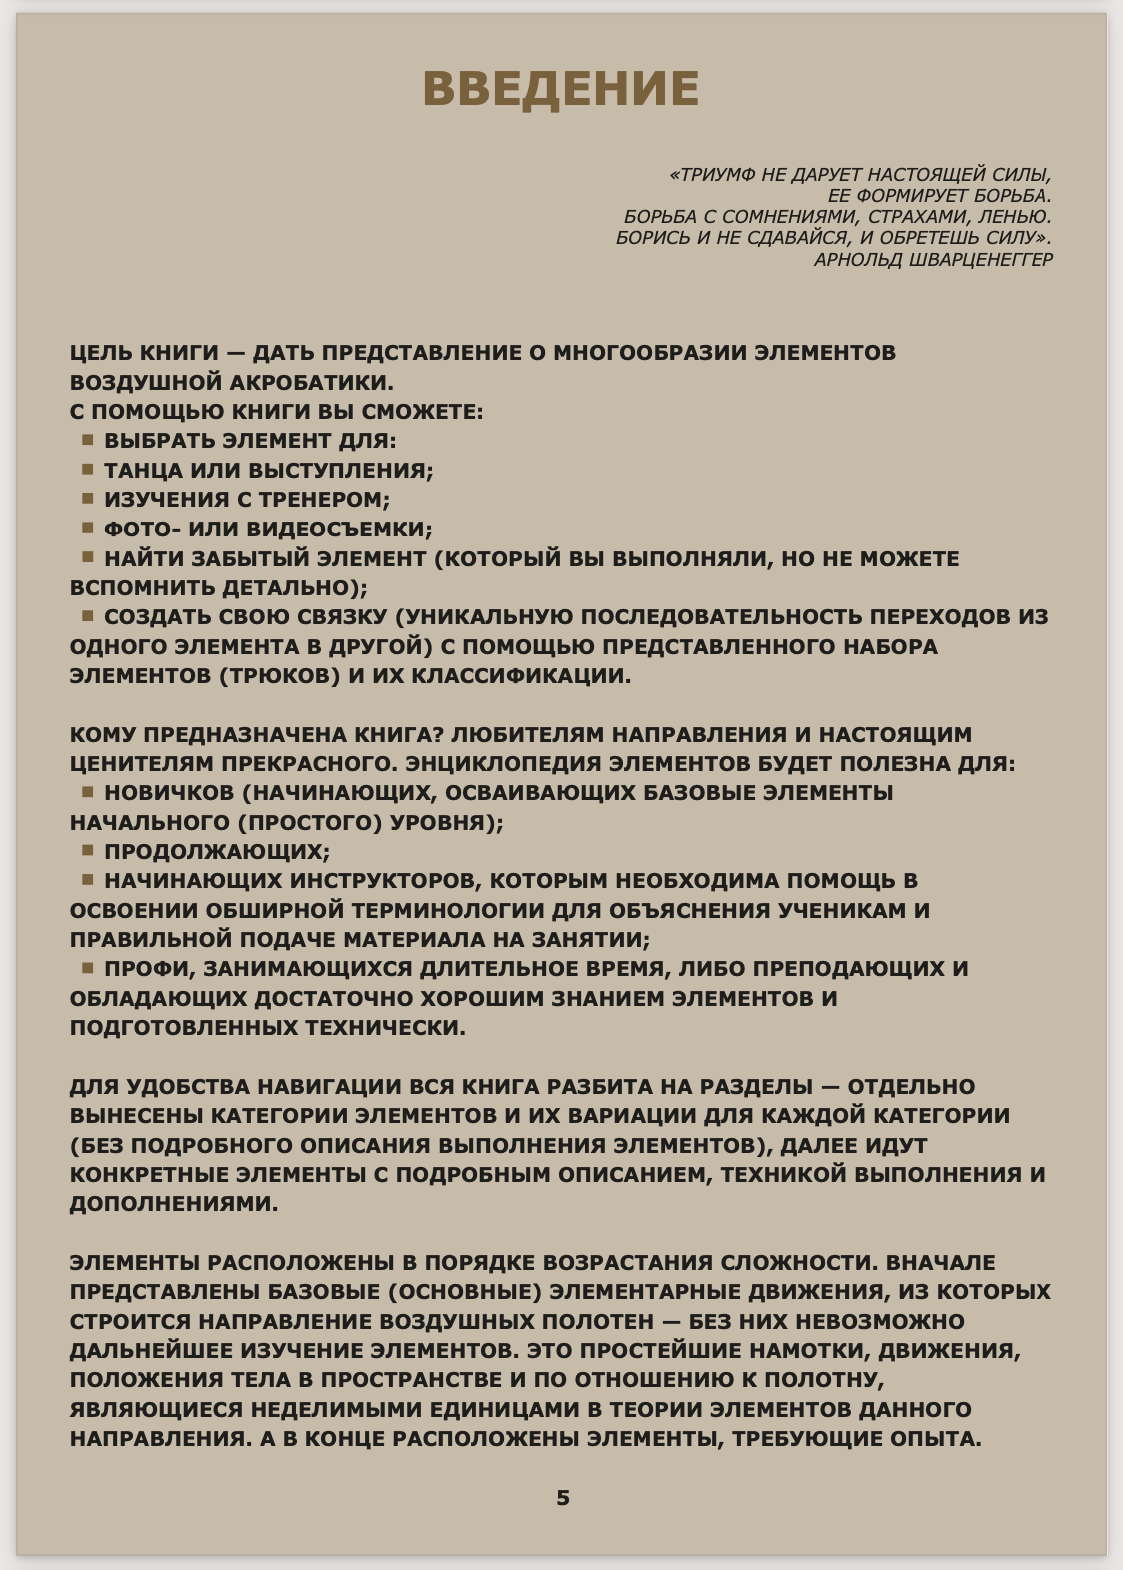 ВВЕДЕНИЕ
«ТРИУМФ НЕ ДАРУЕТ НАСТОЯЩЕЙ СИЛЫ,
ЕЕ ФОРМИРУЕТ БОРЬБА.
БОРЬБА С СОМНЕНИЯМИ, СТРАХАМИ, ЛЕНЬЮ.
БОРИСЬ И НЕ СДАВАЙСЯ, И ОБРЕТЕШЬ СИЛУ».
АРНОЛЬД ШВАРЦЕНЕГГЕР
ЦЕЛЬ КНИГИ — ДАТЬ ПРЕДСТАВЛЕНИЕ О МНОГООБРАЗИИ ЭЛЕМЕНТОВ
ВОЗДУШНОЙ АКРОБАТИКИ.
С ПОМОЩЬЮ КНИГИ ВЫ СМОЖЕТЕ:
■ ВЫБРАТЬ ЭЛЕМЕНТ ДЛЯ:
■ ТАНЦА ИЛИ ВЫСТУПЛЕНИЯ;
■ ИЗУЧЕНИЯ С ТРЕНЕРОМ;
■ ФОТО- ИЛИ ВИДЕОСЪЕМКИ;
■ НАЙТИ ЗАБЫТЫЙ ЭЛЕМЕНТ (КОТОРЫЙ ВЫ ВЫПОЛНЯЛИ, НО НЕ МОЖЕТЕ
ВСПОМНИТЬ ДЕТАЛЬНО);
■ СОЗДАТЬ СВОЮ СВЯЗКУ (УНИКАЛЬНУЮ ПОСЛЕДОВАТЕЛЬНОСТЬ ПЕРЕХОДОВ ИЗ
ОДНОГО ЭЛЕМЕНТА В ДРУГОЙ) С ПОМОЩЬЮ ПРЕДСТАВЛЕННОГО НАБОРА
ЭЛЕМЕНТОВ (ТРЮКОВ) И ИХ КЛАССИФИКАЦИИ.
КОМУ ПРЕДНАЗНАЧЕНА КНИГА? ЛЮБИТЕЛЯМ НАПРАВЛЕНИЯ И НАСТОЯЩИМ
ЦЕНИТЕЛЯМ ПРЕКРАСНОГО. ЭНЦИКЛОПЕДИЯ ЭЛЕМЕНТОВ БУДЕТ ПОЛЕЗНА ДЛЯ:
■ НОВИЧКОВ (НАЧИНАЮЩИХ, ОСВАИВАЮЩИХ БАЗОВЫЕ ЭЛЕМЕНТЫ
НАЧАЛЬНОГО (ПРОСТОГО) УРОВНЯ);
■ ПРОДОЛЖАЮЩИХ;
■ НАЧИНАЮЩИХ ИНСТРУКТОРОВ, КОТОРЫМ НЕОБХОДИМА ПОМОЩЬ В
ОСВОЕНИИ ОБШИРНОЙ ТЕРМИНОЛОГИИ ДЛЯ ОБЪЯСНЕНИЯ УЧЕНИКАМ И
ПРАВИЛЬНОЙ ПОДАЧЕ МАТЕРИАЛА НА ЗАНЯТИИ;
■ ПРОФИ, ЗАНИМАЮЩИХСЯ ДЛИТЕЛЬНОЕ ВРЕМЯ, ЛИБО ПРЕПОДАЮЩИХ И
ОБЛАДАЮЩИХ ДОСТАТОЧНО ХОРОШИМ ЗНАНИЕМ ЭЛЕМЕНТОВ И
ПОДГОТОВЛЕННЫХ ТЕХНИЧЕСКИ.
ДЛЯ УДОБСТВА НАВИГАЦИИ ВСЯ КНИГА РАЗБИТА НА РАЗДЕЛЫ — ОТДЕЛЬНО
ВЫНЕСЕНЫ КАТЕГОРИИ ЭЛЕМЕНТОВ И ИХ ВАРИАЦИИ ДЛЯ КАЖДОЙ КАТЕГОРИИ
(БЕЗ ПОДРОБНОГО ОПИСАНИЯ ВЫПОЛНЕНИЯ ЭЛЕМЕНТОВ), ДАЛЕЕ ИДУТ
КОНКРЕТНЫЕ ЭЛЕМЕНТЫ С ПОДРОБНЫМ ОПИСАНИЕМ, ТЕХНИКОЙ ВЫПОЛНЕНИЯ И
ДОПОЛНЕНИЯМИ.
ЭЛЕМЕНТЫ РАСПОЛОЖЕНЫ В ПОРЯДКЕ ВОЗРАСТАНИЯ СЛОЖНОСТИ. ВНАЧАЛЕ
ПРЕДСТАВЛЕНЫ БАЗОВЫЕ (ОСНОВНЫЕ) ЭЛЕМЕНТАРНЫЕ ДВИЖЕНИЯ, ИЗ КОТОРЫХ
СТРОИТСЯ НАПРАВЛЕНИЕ ВОЗДУШНЫХ ПОЛОТЕН — БЕЗ НИХ НЕВОЗМОЖНО
ДАЛЬНЕЙШЕЕ ИЗУЧЕНИЕ ЭЛЕМЕНТОВ. ЭТО ПРОСТЕЙШИЕ НАМОТКИ, ДВИЖЕНИЯ,
ПОЛОЖЕНИЯ ТЕЛА В ПРОСТРАНСТВЕ И ПО ОТНОШЕНИЮ К ПОЛОТНУ,
ЯВЛЯЮЩИЕСЯ НЕДЕЛИМЫМИ ЕДИНИЦАМИ В ТЕОРИИ ЭЛЕМЕНТОВ ДАННОГО
НАПРАВЛЕНИЯ. А В КОНЦЕ РАСПОЛОЖЕНЫ ЭЛЕМЕНТЫ, ТРЕБУЮЩИЕ ОПЫТА.
5